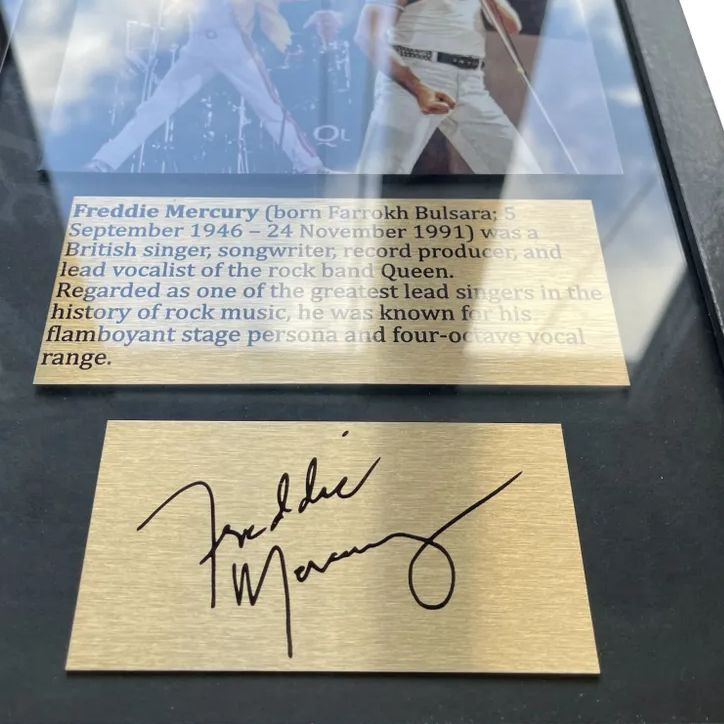 Qu
Freddie Mercury (born Farrokh Bulsara; 5
September 1946 – 24 November 1991) was a
British singer, songwriter, record producer, and
lead vocalist of the rock band Queen.
Regarded as one of the greatest lead singers in the
history of rock music, he was known for his
flamboyant stage persona and four-octave vocal
range.
Freddie
Mercury